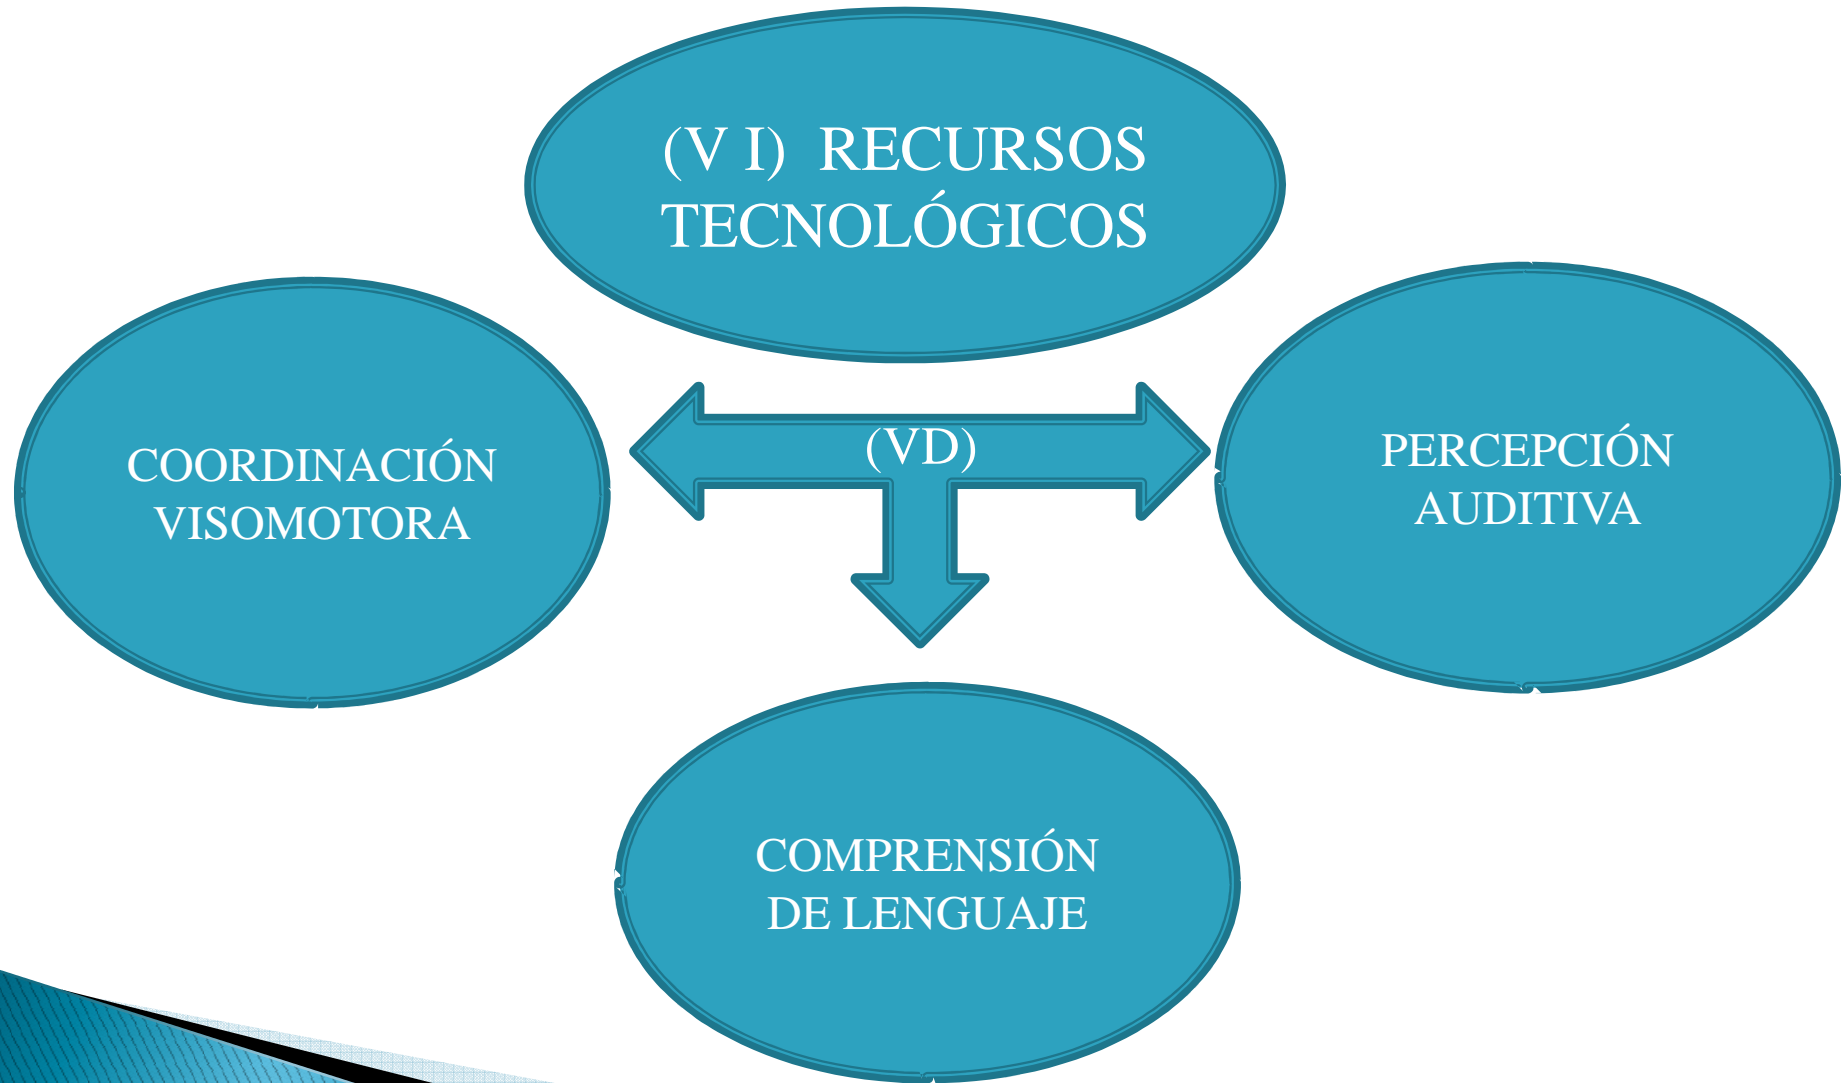 (V I) RECURSOS
TECNOLÓGICOS
(VD)
COORDINACIÓN
VISOMOTORA
PERCEPCIÓN
AUDITIVA
COMPRENSIÓN
DE LENGUAJE